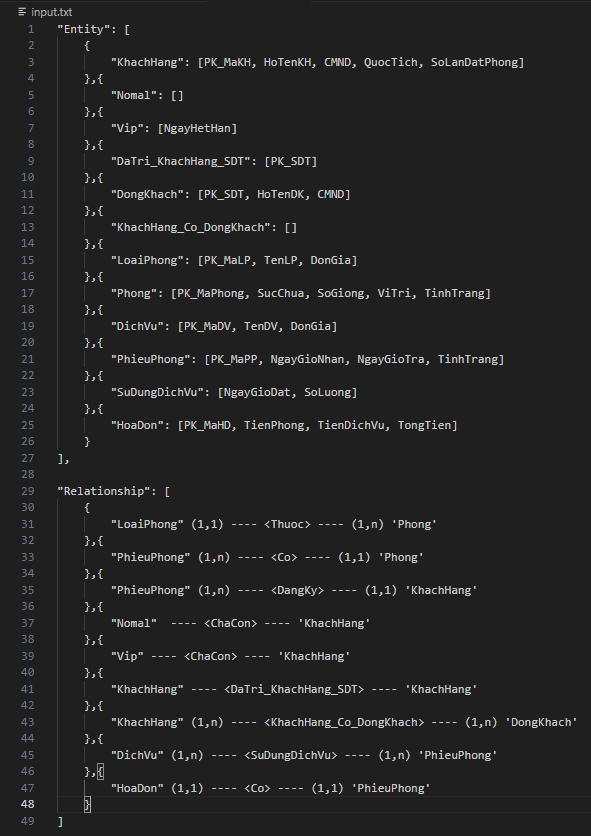 input.txt
1 "Entity": [
2 {
3 "KhachHang": [PK_MaKH, HoTenKH, CMND, QuocTich, SoLanDatPhong]
4 },{
5 "Nomal": []
6 },{
7 "Vip": [NgayHetHan]
8 },{
9 "DaTri_KhachHang_SDT": [PK_SDT]
10 },{
11 "DongKhach": [PK_SDT, HoTenDK, CMND]
12 },{
13 "KhachHang_Co_DongKhach": []
14 },{
15 "LoaiPhong": [PK_MaLP, TenLP, DonGia]
16 },{
17 "Phong": [PK_MaPhong, SucChua, SoGiong, ViTri, TinhTrang]
18 },{
19 "DichVu": [PK_MaDV, TenDV, DonGia]
20 },{
21 "PhieuPhong": [PK_MaPP, NgayGioNhan, NgayGioTra, TinhTrang]
22 },{
23 "SuDungDichVu": [NgayGioDat, SoLuong]
24 },{
25 "HoaDon": [PK_MaHD, TienPhong, TienDichVu, TongTien]
26 }
27 ],
28
29 "Relationship": [
30 {
31 "LoaiPhong" (1,1) ---- <Thuoc> ---- (1,n) 'Phong'
32 },{
33 "PhieuPhong" (1,n) ---- <Co> ---- (1,1) 'Phong'
34 },{
35 "PhieuPhong" (1,n) ---- <DangKy> ---- (1,1) 'KhachHang'
36 },{
37 "Nomal"  ---- <ChaCon> ---- 'KhachHang'
38 },{
39 "Vip" ---- <ChaCon> ---- 'KhachHang'
40 },{
41 "KhachHang" ---- <DaTri_KhachHang_SDT> ---- 'KhachHang'
42 },{
43 "KhachHang" (1,n) ---- <KhachHang_Co_DongKhach> ---- (1,n) 'DongKhach'
44 },{
45 "DichVu" (1,n) ---- <SuDungDichVu> ---- (1,n) 'PhieuPhong'
46 },{
47 "HoaDon" (1,1) ---- <Co> ---- (1,1) 'PhieuPhong'
48 }
49 ]